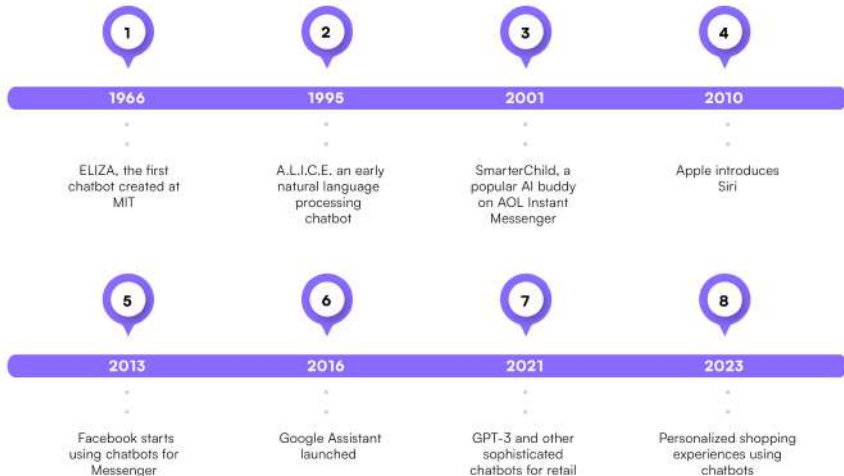 1
2
3
4
1966
1995
2001
2010
ELIZA, the first
chatbot created at
MIT
A.L.I.C.E. an early
natural language
processing
chatbot
SmarterChild, a
popular AI buddy
on AOL Instant
Messenger
Apple introduces
Siri
5
6
7
8
2013
2016
2021
2023
Facebook starts
using chatbots for
Messenger
Google Assistant
launched
GPT-3 and other
sophisticated
chatbots for retail
Personalized shopping
experiences using
chatbots